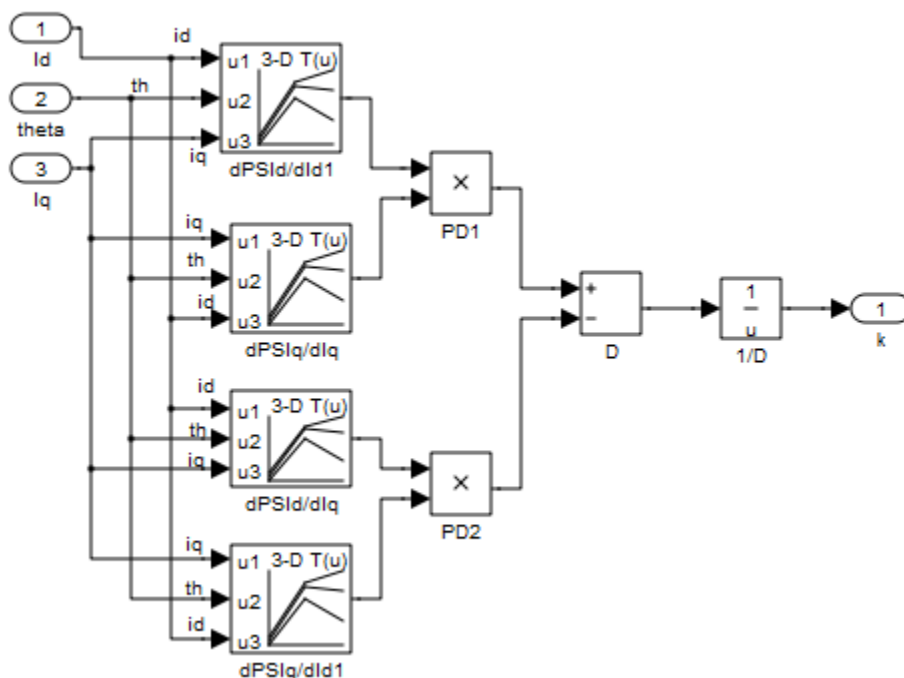 1
Id
2
theta
3
Iq
id
th
iq
u1
u2
u3
3-D T(u)
dPSId/dId1
iq
th
id
u1
u2
u3
3-D T(u)
dPSIq/dIq
id
th
iq
u1
u2
u3
3-D T(u)
dPSId/dIq
iq
th
id
u1
u2
u3
3-D T(u)
dPSIq/dId1
×
PD1
×
PD2
+
−
D
1
u
1/D
1
k